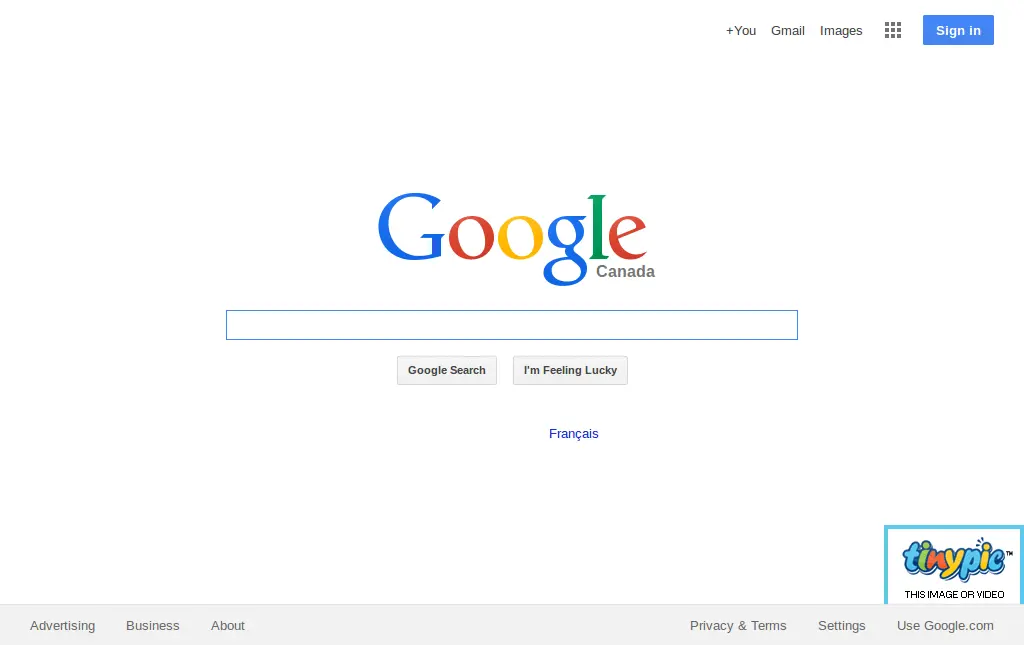 +You Gmail Images Sign in
Google
Canada
Google Search I'm Feeling Lucky
Français
tinypic™
THIS IMAGE OR VIDEO
Advertising Business About Privacy & Terms Settings Use Google.com